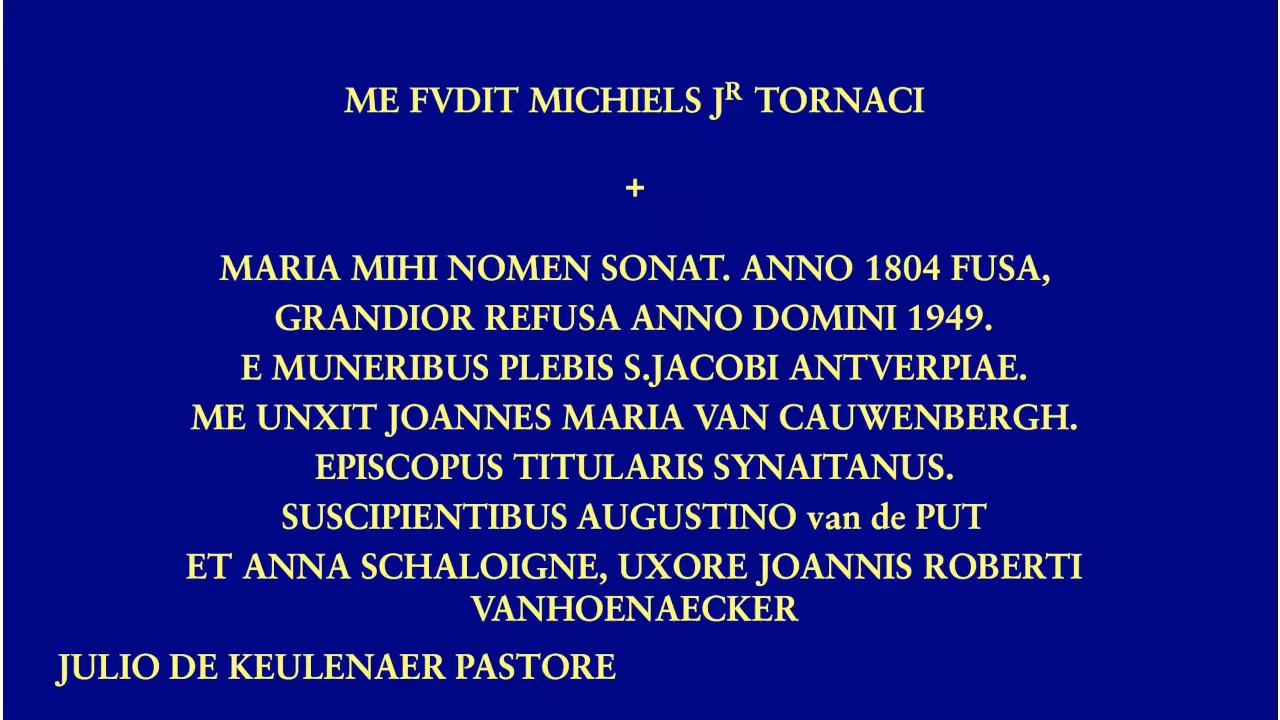 ME FVDIT MICHIELS JR TORNACI
+
MARIA MIHI NOMEN SONAT. ANNO 1804 FUSA,
GRANDIOR REFUSA ANNO DOMINI 1949.
E MUNERIBUS PLEBIS S.JACOBI ANTVERPIAE.
ME UNXIT JOANNES MARIA VAN CAUWENBERGH.
EPISCOPUS TITULARIS SYNAITANUS.
SUSCIPIENTIBUS AUGUSTINO van de PUT
ET ANNA SCHALOIGNE, UXORE JOANNIS ROBERTI
VANHOENAECKER
JULIO DE KEULENAER PASTORE